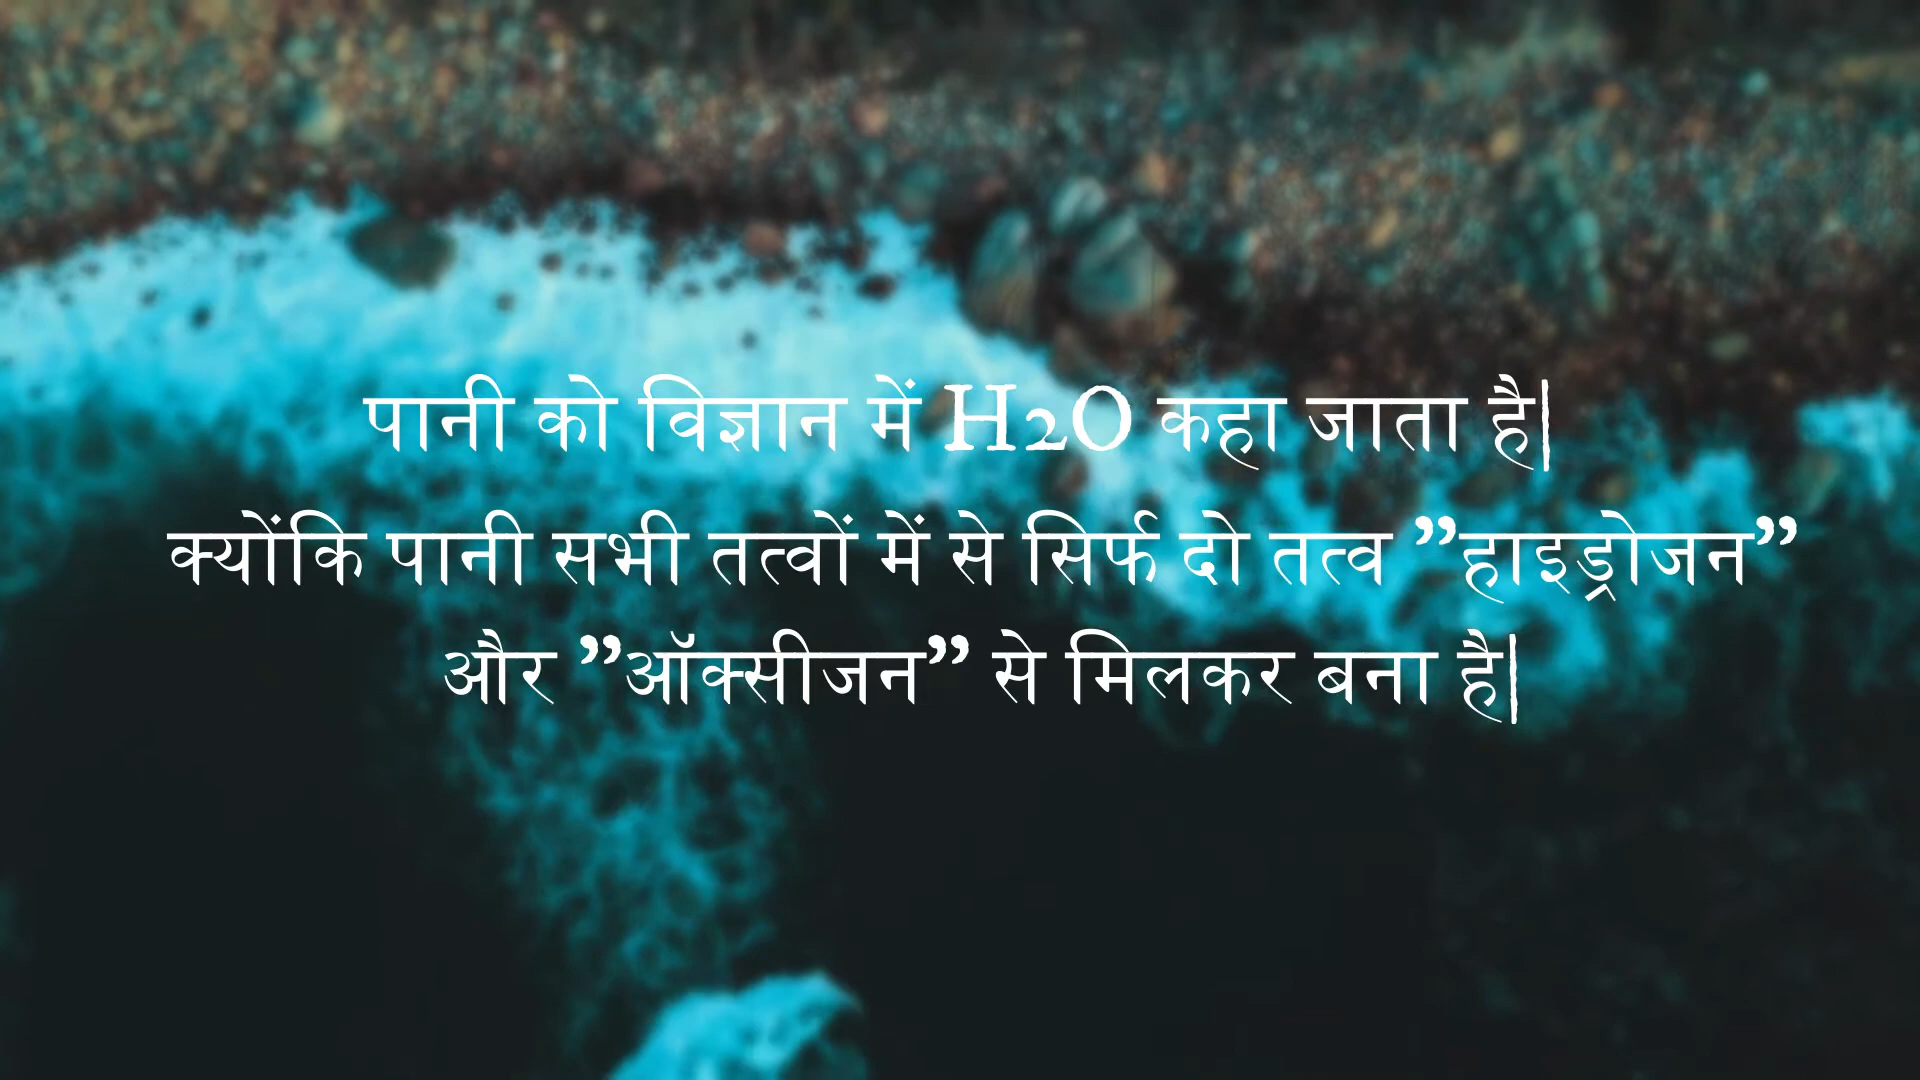 पानी को विज्ञान में H2O कहा जाता है|
क्योंकि पानी सभी तत्वों में से सिर्फ दो तत्व ”हाइड्रोजन”
और ”ऑक्सीजन” से मिलकर बना है|